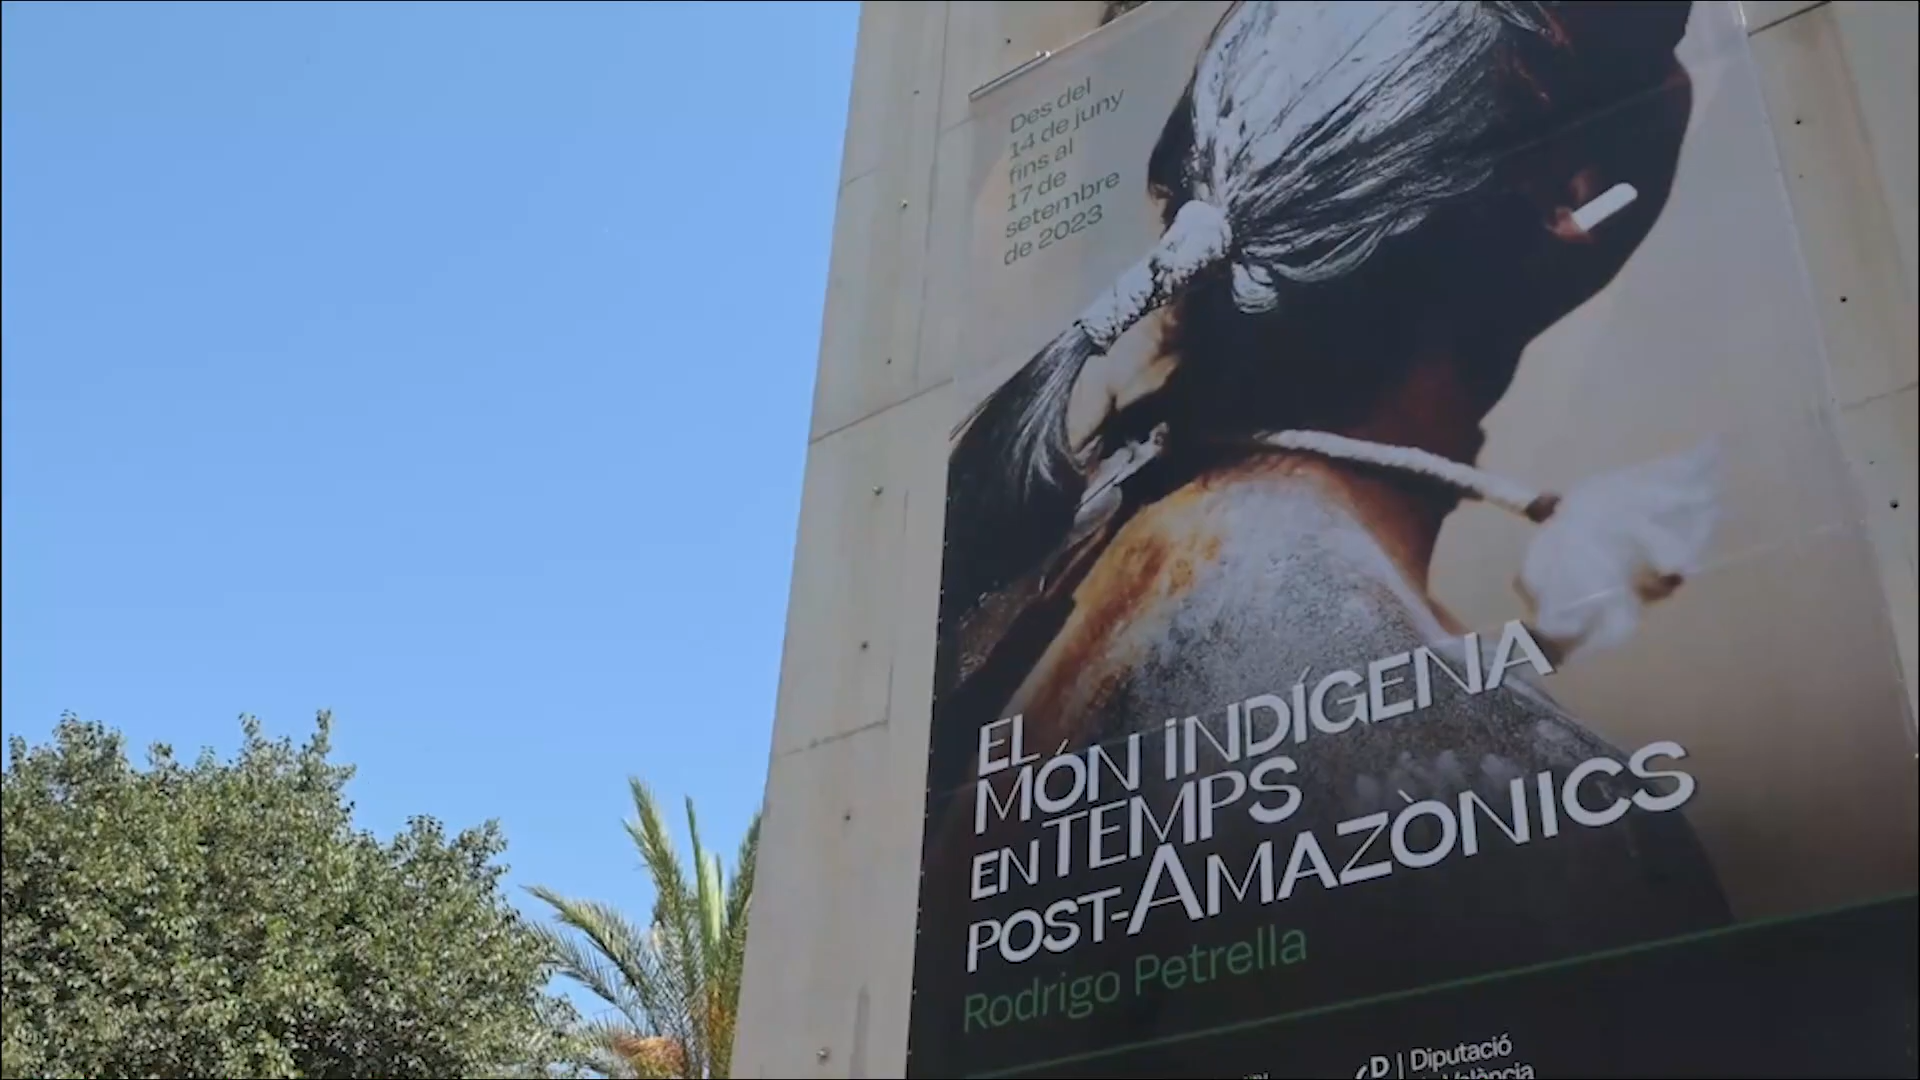 Des del
14 de juny
fins al
17 de
setembre
de 2023
EL
MÓN INDÍGENA
EN TEMPS
POST-AMAZÒNICS
Rodrigo Petrella
Diputació
València